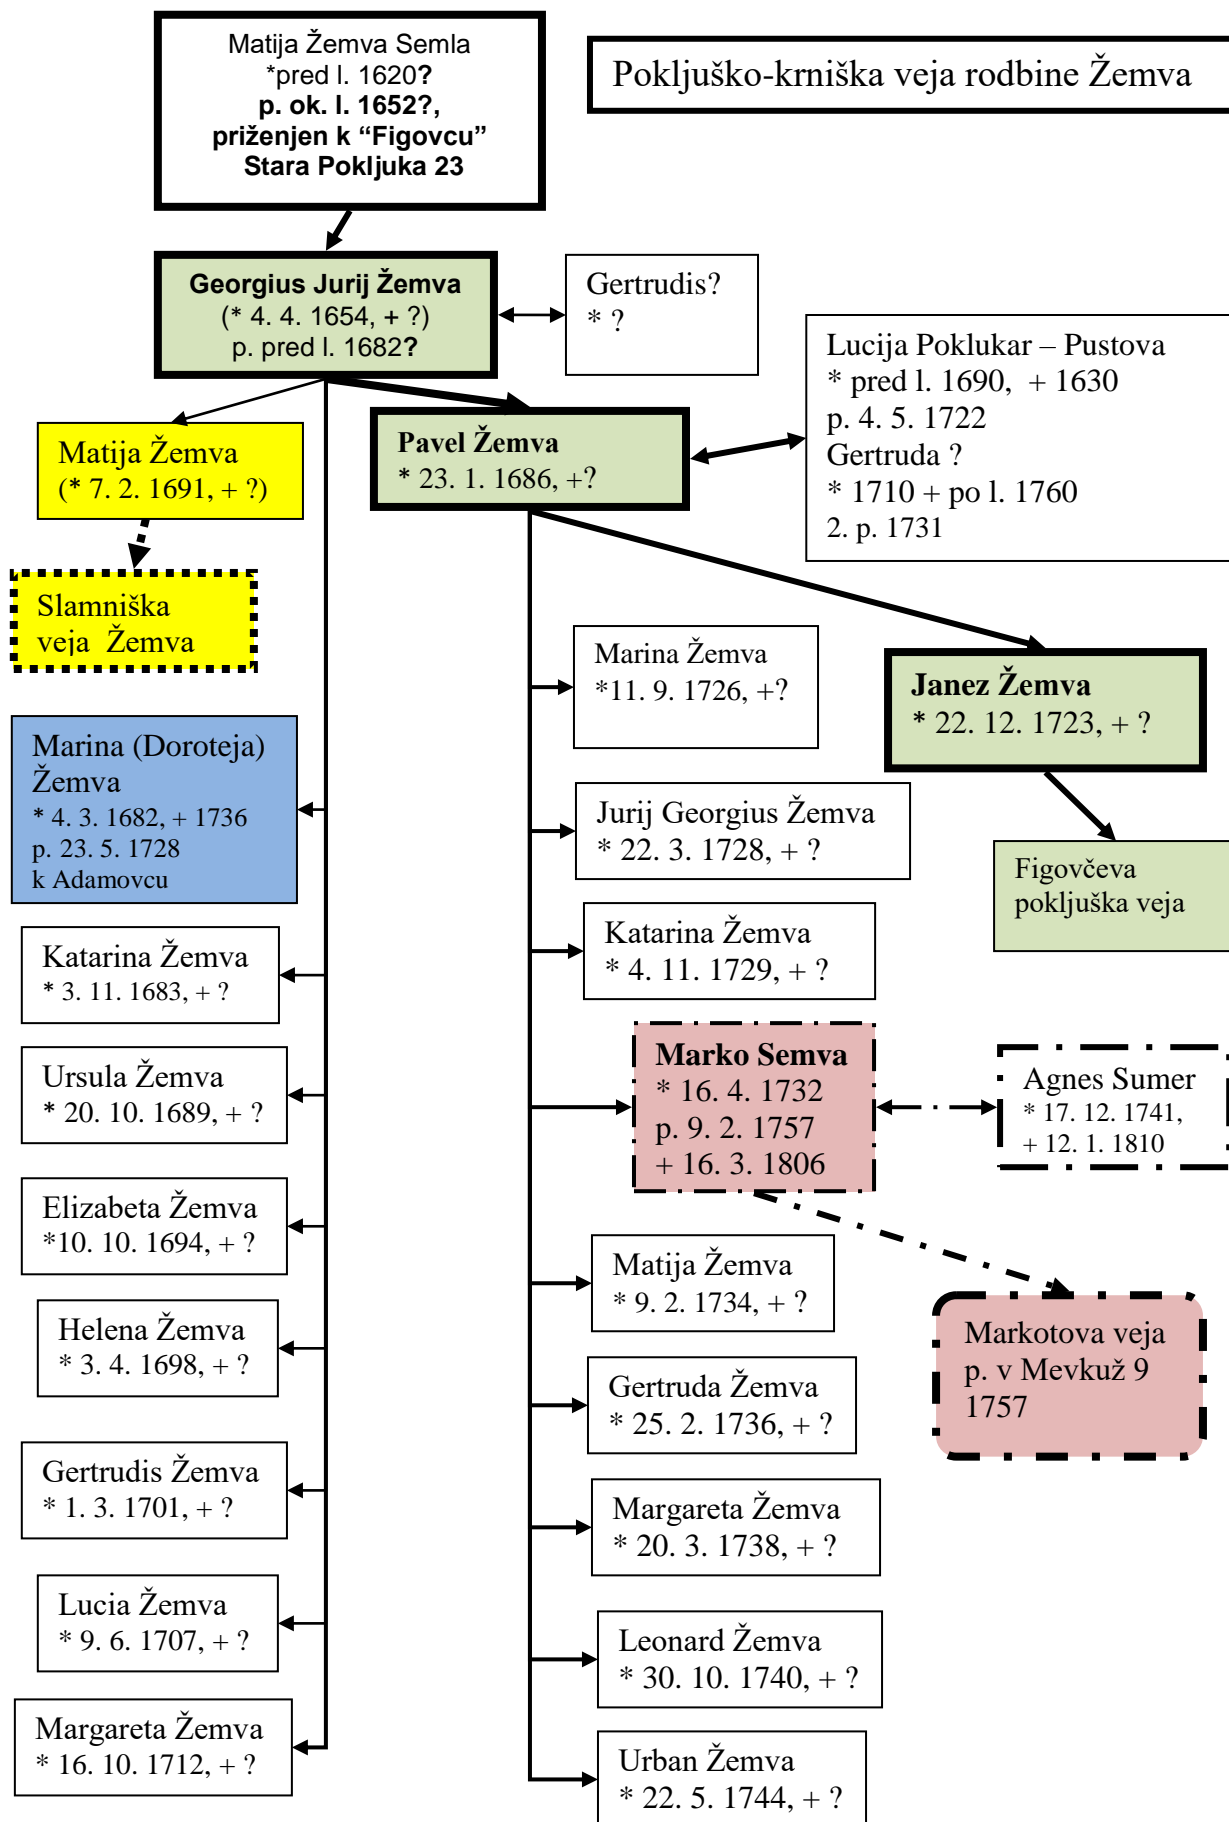 Matija Žemva Semla
*pred l. 1620?
p. ok. l. 1652?,
priženjen k “Figovcu”
Stara Pokljuka 23
Pokljuško-krniška veja rodbine Žemva
Georgius Jurij Žemva
(* 4. 4. 1654, + ?)
p. pred l. 1682?
Gertrudis?
* ?
Lucija Poklukar – Pustova
* pred l. 1690, + 1630
p. 4. 5. 1722
Gertruda ?
* 1710 + po l. 1760
2. p. 1731
Matija Žemva
(* 7. 2. 1691, + ?)
Pavel Žemva
* 23. 1. 1686, +?
Slamniška
veja Žemva
Marina Žemva
*11. 9. 1726, +?
Janez Žemva
* 22. 12. 1723, + ?
Marina (Doroteja)
Žemva
* 4. 3. 1682, + 1736
p. 23. 5. 1728
k Adamovcu
Jurij Georgius Žemva
* 22. 3. 1728, + ?
Figovčeva
pokljuška veja
Katarina Žemva
* 3. 11. 1683, + ?
Katarina Žemva
* 4. 11. 1729, + ?
Ursula Žemva
* 20. 10. 1689, + ?
Marko Semva
* 16. 4. 1732
p. 9. 2. 1757
+ 16. 3. 1806
Agnes Sumer
* 17. 12. 1741,
+ 12. 1. 1810
Elizabeta Žemva
*10. 10. 1694, + ?
Matija Žemva
* 9. 2. 1734, + ?
Helena Žemva
* 3. 4. 1698, + ?
Markotova veja
p. v Mevkuž 9
1757
Gertruda Žemva
* 25. 2. 1736, + ?
Gertrudis Žemva
* 1. 3. 1701, + ?
Margareta Žemva
* 20. 3. 1738, + ?
Lucia Žemva
* 9. 6. 1707, + ?
Leonard Žemva
* 30. 10. 1740, + ?
Margareta Žemva
* 16. 10. 1712, + ?
Urban Žemva
* 22. 5. 1744, + ?